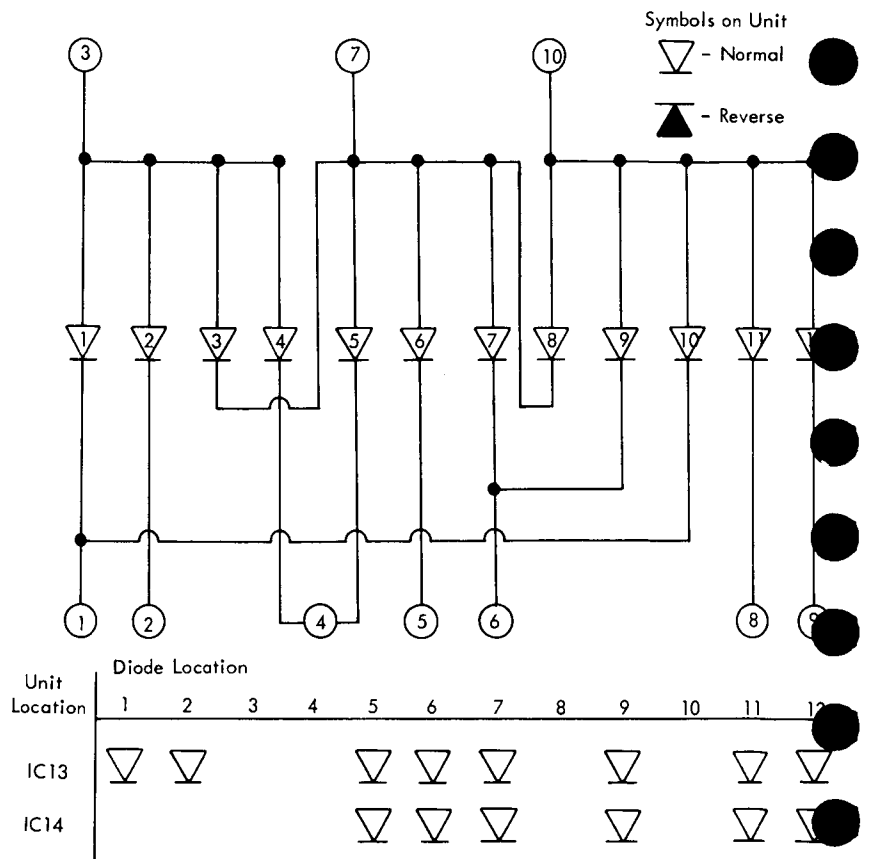 Symbols on Unit
3 7 10 - Normal
- Reverse
1 2 3 4 5 6 7 8 9 10 11
1 2 4 5 6 8
Diode Location
Unit
Location 1 2 3 4 5 6 7 8 9 10 11
IC13
IC14